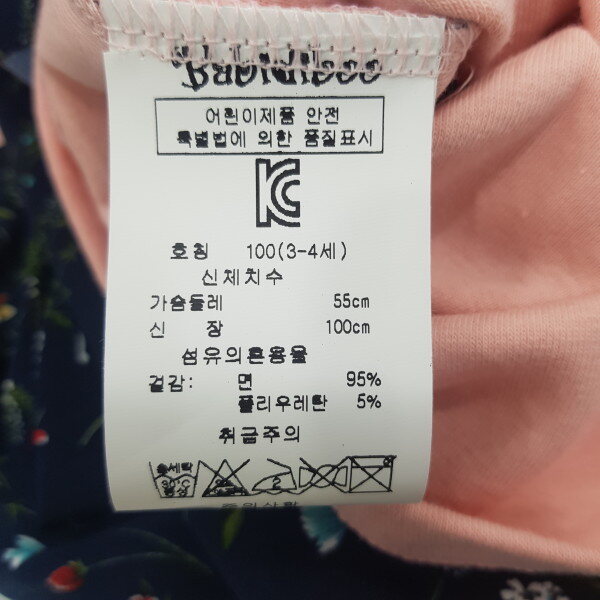 어린이제품 안전
특별법에 의한 품질표시
호칭 100(3-4세)
신체치수
가슴둘레 55cm
신 장 100cm
섬유의혼용율
겉감: 면 95%
폴리우레탄 5%
취급주의
2